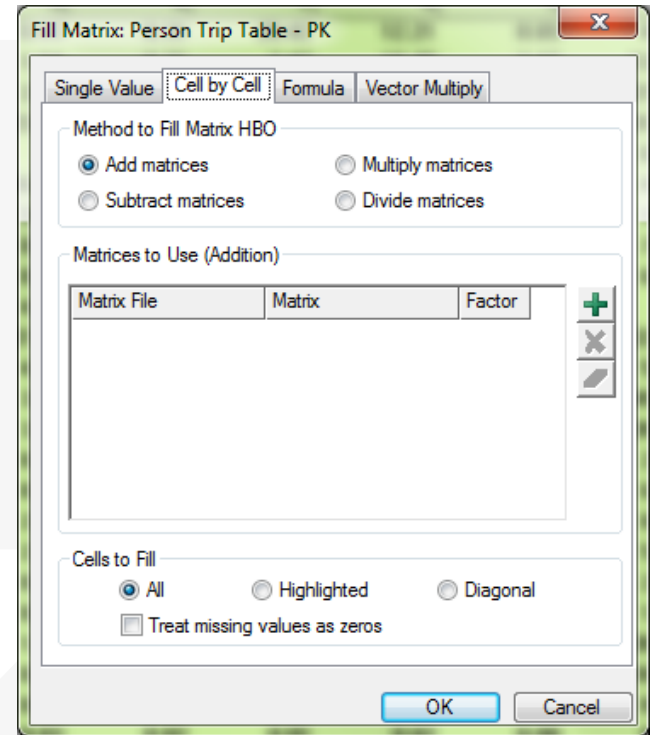 Fill Matrix: Person Trip Table - PK
Single Value Cell by Cell Formula Vector Multiply
Method to Fill Matrix HBO
Add matrices Multiply matrices
Subtract matrices Divide matrices
Matrices to Use (Addition)
Matrix File Matrix Factor
Cells to Fill
All Highlighted Diagonal
Treat missing values as zeros
OK Cancel